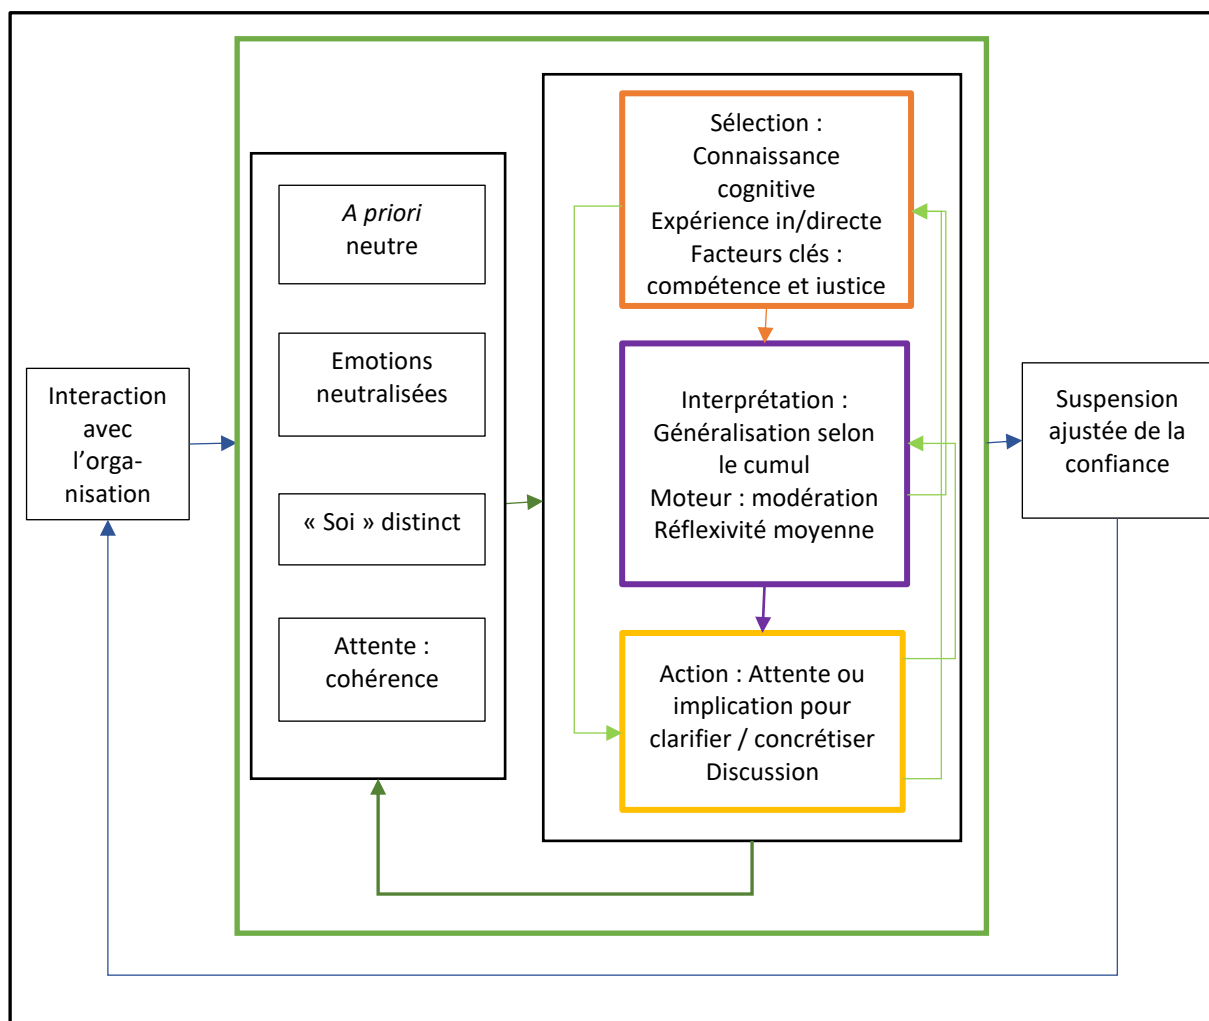 Interaction
avec
l’orga-
nisation
A priori
neutre
Emotions
neutralisées
« Soi » distinct
Attente :
cohérence
Sélection :
Connaissance
cognitive
Expérience in/directe
Facteurs clés :
compétence et justice
Interprétation :
Généralisation selon
le cumul
Moteur : modération
Réflexivité moyenne
Action : Attente ou
implication pour
clarifier / concrétiser
Discussion
Suspension
ajustée de la
confiance